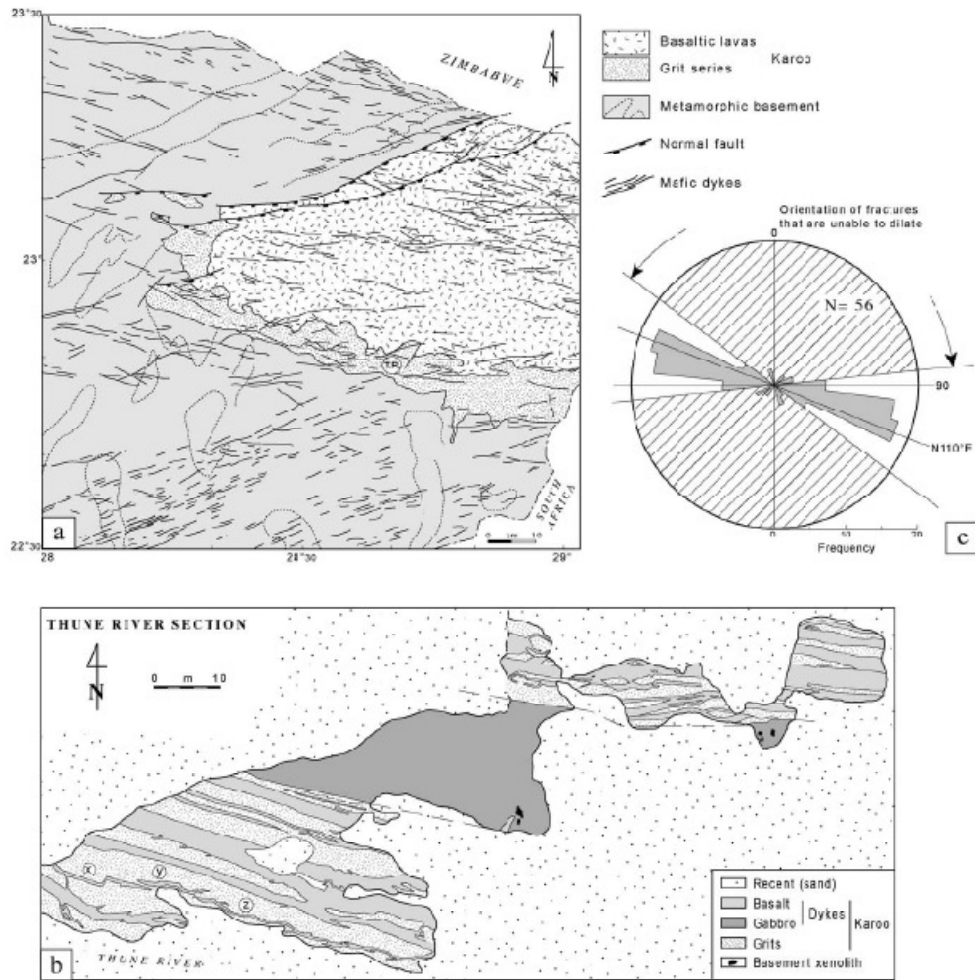 23°30'
ZIMBABWE
N
23°
TR
SOUTH AFRICA
a
22°30
28
29°
Basaltic lavas
Karoo
Grit series
Metamorphic basement
Normal fault
Mafic dykes
Orientation of fractures
that are unable to dilate
0
N= 56
90
N110°E
0 10 20
Frequency
c
THUNE RIVER SECTION
N
0 m 10
x
y
z
THUNE RIVER
b
Recent (sand)
Basalt
Dykes
Gabbro
Karoo
Grits
Basement xenolith